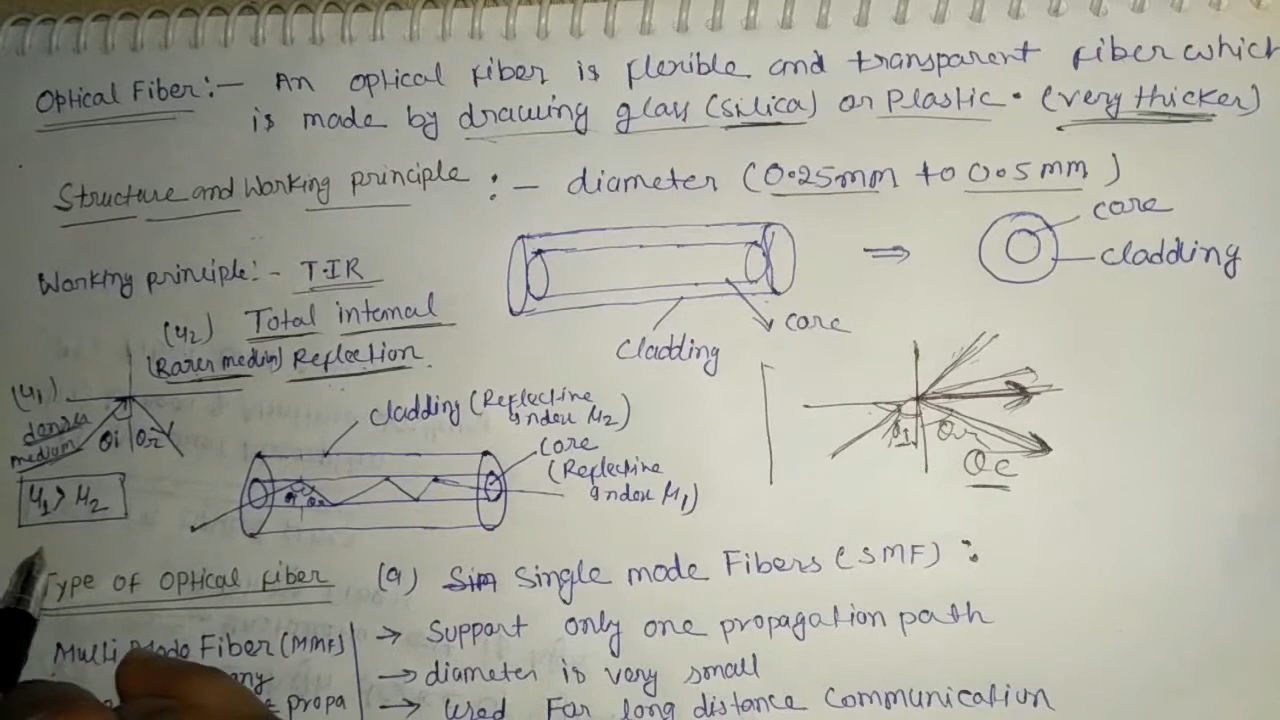 Optical Fiber:- An optical fiber is flexible and transparent fiber which
is made by drawing glass (silica) or Plastic. (very thicker)
Structure and Working principle :- diameter (0.25mm to 0.5mm)
core
cladding
Working principle:- T.I.R
Total internal
Reflection
(μ2)
(Rarer medium)
(μ1)
denser
medium
θi θr
μ1 > μ2
core
cladding
cladding (Reflective
index μ2)
core
(Reflective
index μ1)
θi θr
θr
θc
Type of optical fiber (a) Single mode Fibers (SMF) :
→ Support only one propagation path
→ diameter is very small
→ Used For long distance communication
Multi Mode Fiber (MMF)
propa